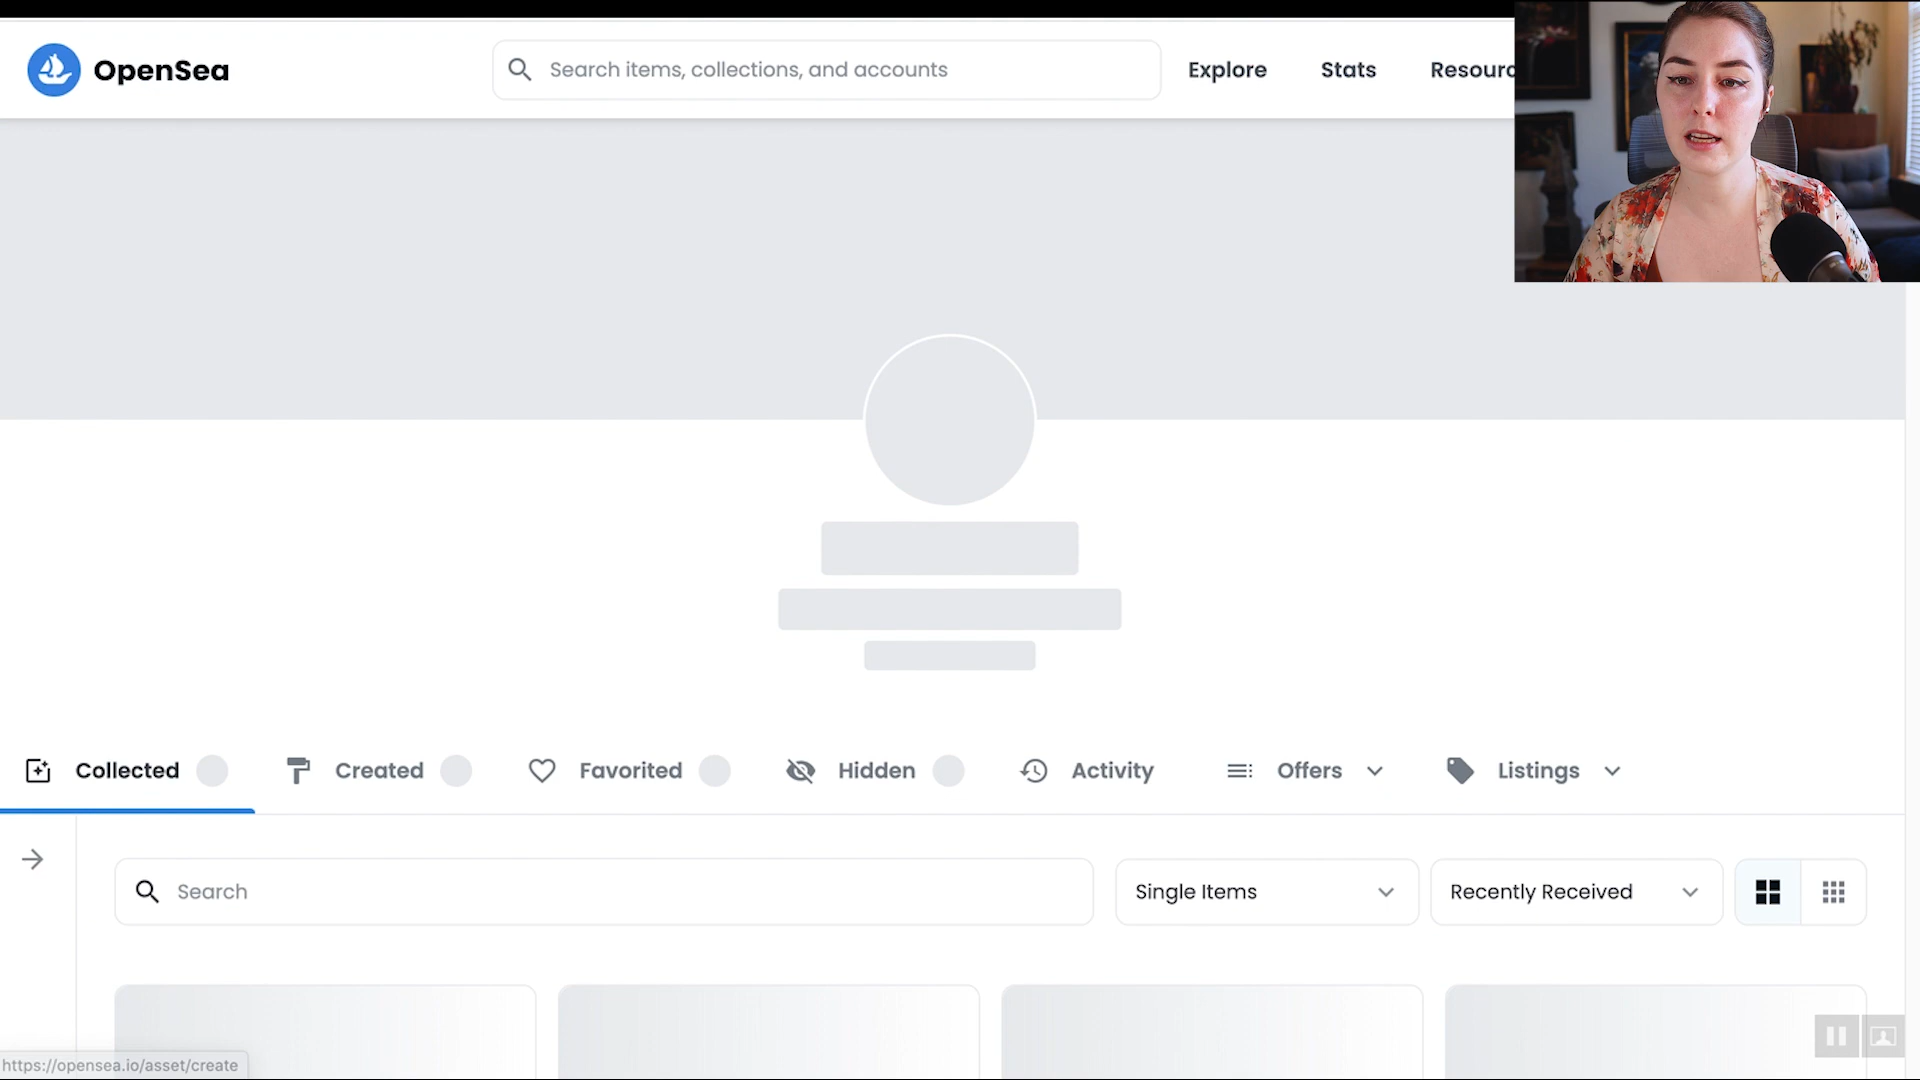 OpenSea
Search items, collections, and accounts
Explore
Stats
Resourc
Collected
Created
Favorited
Hidden
Activity
Offers
Listings
Search
Single Items
Recently Received
https://opensea.io/asset/create